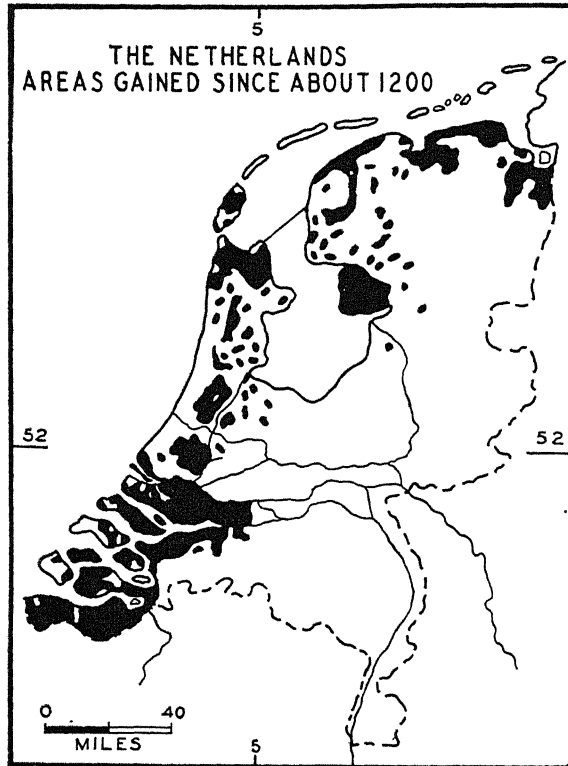 5
THE NETHERLANDS
AREAS GAINED SINCE ABOUT 1200
52 52
0 40
MILES
5